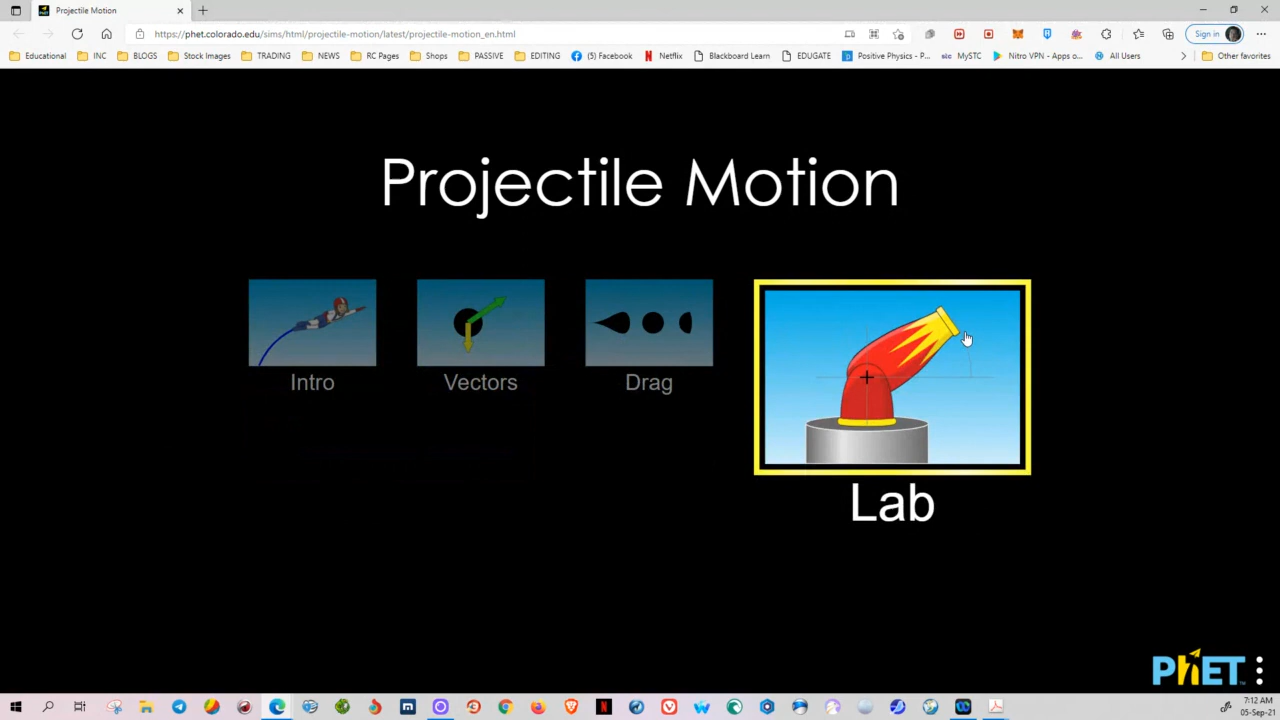 Projectile Motion
https://phet.colorado.edu/sims/html/projectile-motion/latest/projectile-motion_en.html
Sign in
Educational
INC
BLOGS
Stock Images
TRADING
NEWS
RC Pages
Shops
PASSIVE
EDITING
(5) Facebook
Netflix
Blackboard Learn
EDUGATE
Positive Physics - P...
stc MySTC
Nitro VPN - Apps o...
All Users
Other favorites
Projectile Motion
Intro
Vectors
Drag
Lab
PhET
7:12 AM
05-Sep-21